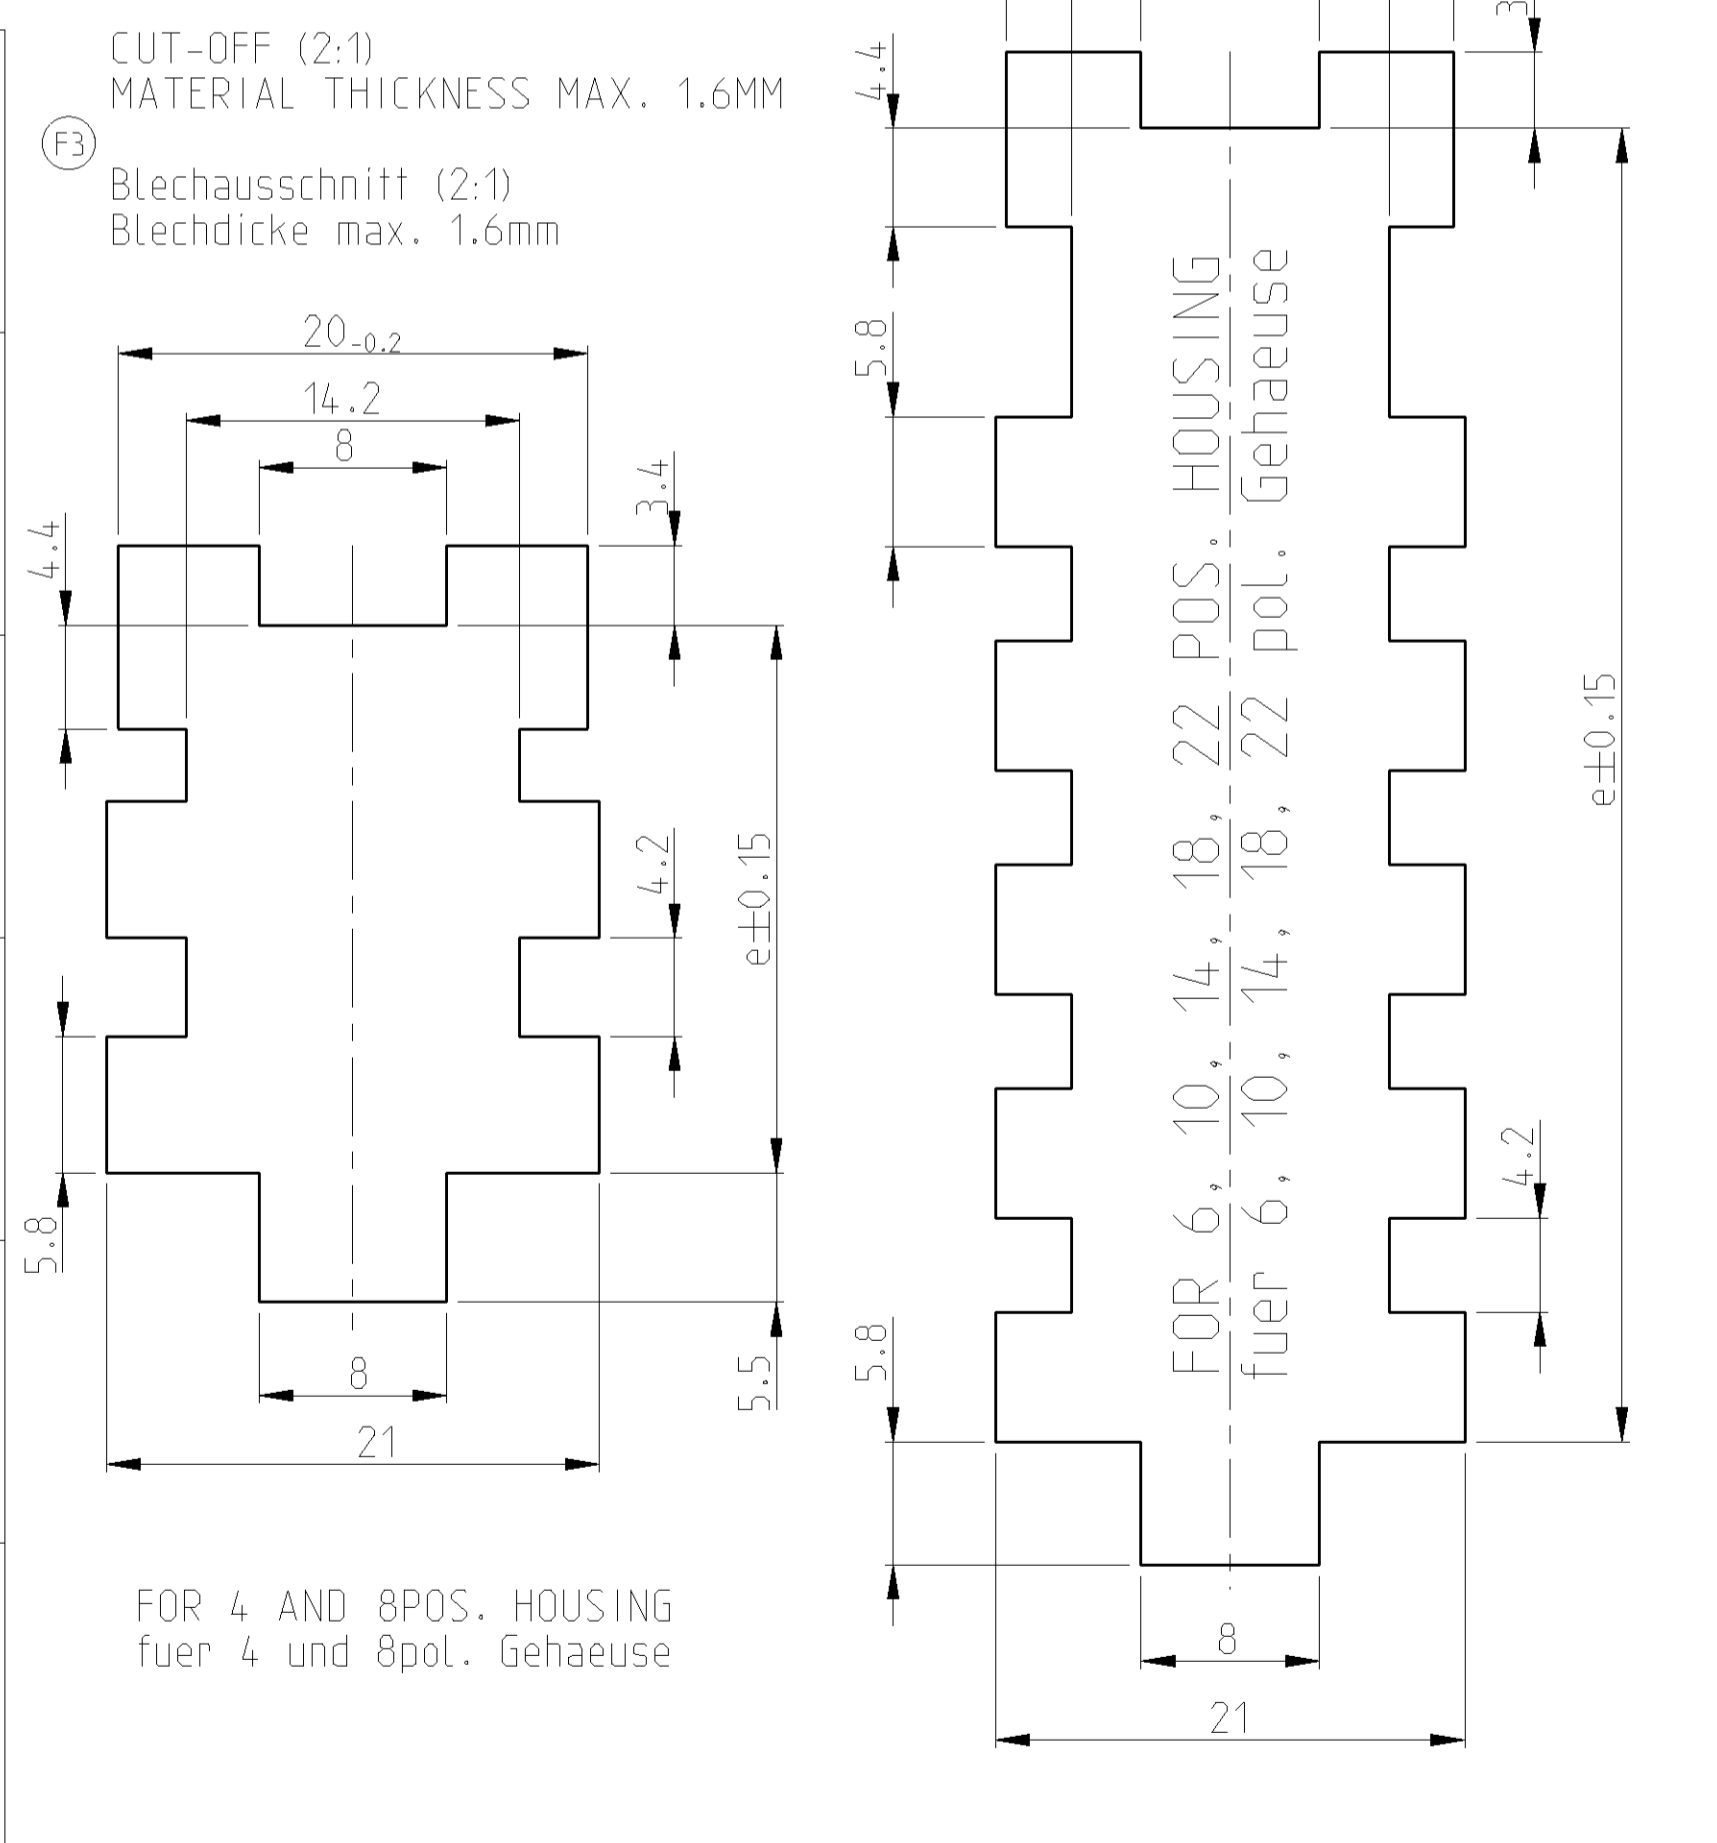 CUT-OFF (2:1)
MATERIAL THICKNESS MAX. 1.6MM
F3
Blechausschnitt (2:1)
Blechdicke max. 1.6mm
20-0.2
14.2
8
3.4
4.4
4.2
e±0.15
5.8
5.5
8
21
FOR 4 AND 8POS. HOUSING
fuer 4 und 8pol. Gehaeuse
3
4.4
5.8
FOR 6, 10, 14, 18, 22 POS. HOUSING
fuer 6, 10, 14, 18, 22 pol. Gehaeuse
e±0.15
4.2
5.8
8
21